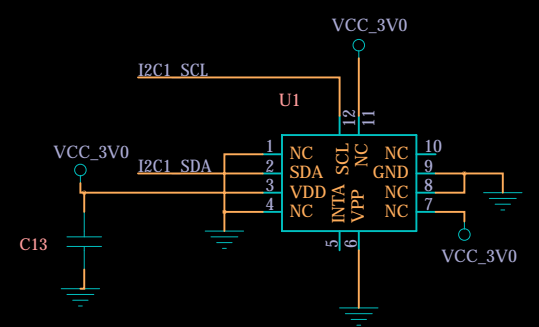 VCC_3V0
I2C1_SCL
U1
12
11
1 NC SCL NC NC 10
VCC_3V0
I2C1_SDA
2 SDA GND 9
3 VDD NC 8
4 NC INTA VPP NC 7
5
6
C13
VCC_3V0